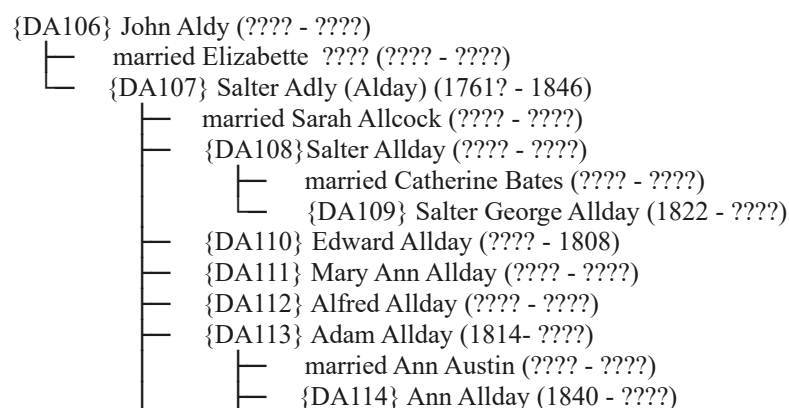 {DA106} John Aldy (???? - ????)
married Elizabette ???? (???? - ????)
{DA107} Salter Adly (Alday) (1761? - 1846)
married Sarah Allcock (???? - ????)
{DA108}Salter Allday (???? - ????)
married Catherine Bates (???? - ????)
{DA109} Salter George Allday (1822 - ????)
{DA110} Edward Allday (???? - 1808)
{DA111} Mary Ann Allday (???? - ????)
{DA112} Alfred Allday (???? - ????)
{DA113} Adam Allday (1814- ????)
married Ann Austin (???? - ????)
{DA114} Ann Allday (1840 - ????)